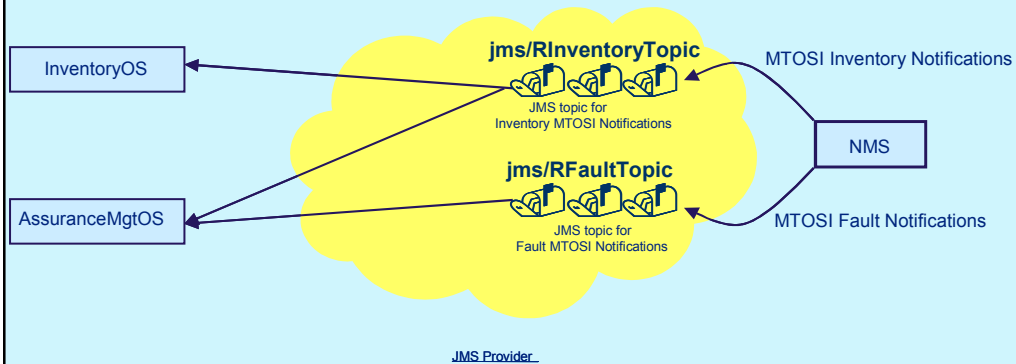 jms/RInventoryTopic
MTOSI Inventory Notifications
InventoryOS
JMS topic for
Inventory MTOSI Notifications
NMS
jms/RFaultTopic
AssuranceMgtOS
MTOSI Fault Notifications
JMS topic for
Fault MTOSI Notifications
JMS Provider